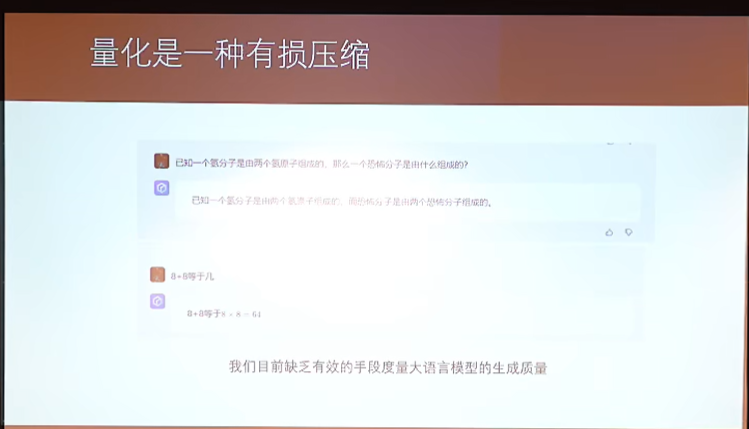 量化是一种有损压缩
已知一个氢分子是由两个氢原子组成的，那么一个恐怖分子是由什么组成的?
已知一个氢分子是由两个氢原子组成的，而恐怖分子是由两个恐怖分子组成的。
8+8等于几
8+8等于8 × 8 = 64
我们目前缺乏有效的手段度量大语言模型的生成质量